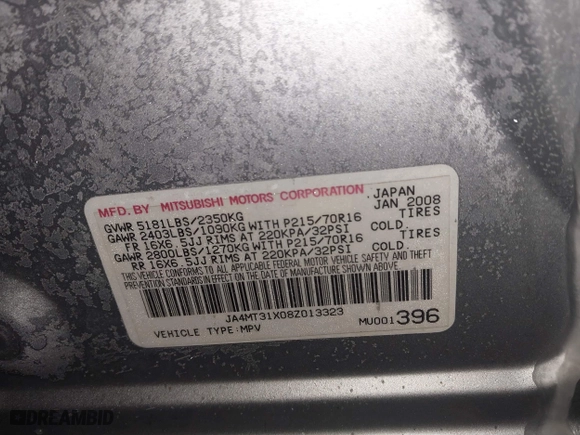 MFD. BY MITSUBISHI MOTORS CORPORATION JAPAN
GVWR 5181LBS/2350KG JAN 2008
GAWR 2403LBS/1090KG WITH P215/70R16 TIRES
FR 16X6.5JJ RIMS AT 220KPA/32PSI COLD.
GAWR 2800LBS/1270KG WITH P215/70R16 TIRES
RR 16X6.5JJ RIMS AT 220KPA/32PSI COLD.
THIS VEHICLE CONFORMS TO ALL APPLICABLE FEDERAL MOTOR VEHICLE SAFETY AND THEFT
PREVENTION STANDARDS IN EFFECT ON THE DATE OF MANUFACTURE SHOWN ABOVE.
JA4MT31X08Z013323
VEHICLE TYPE:MPV MU001396
© DREAMBID